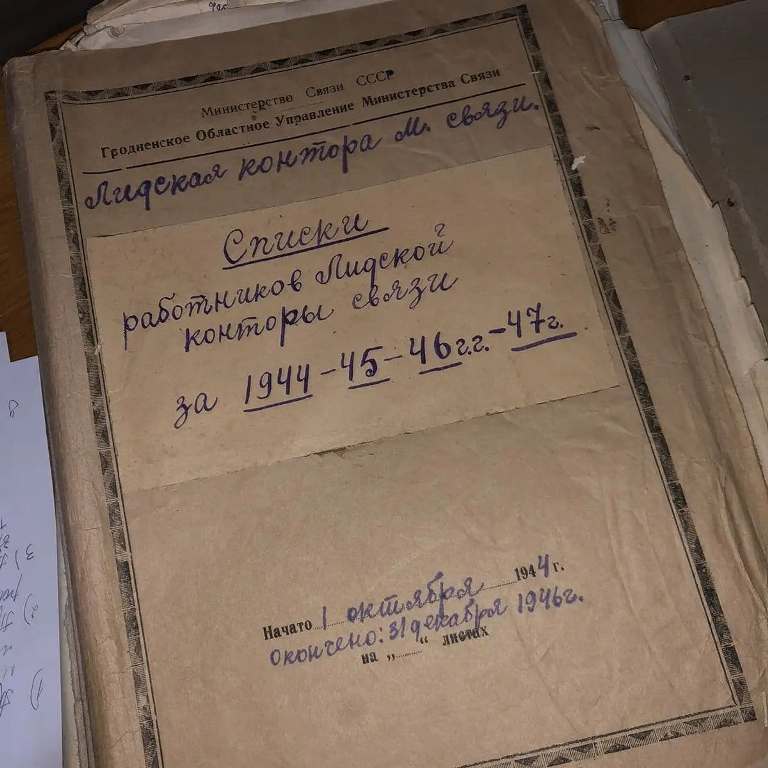 Министерство Связи СССР
Гродненское Областное Управление Министерства Связи
Лидская контора М. связи.
Списки
работников Лидской
конторы связи
за 1944-45-46г.г.-47г.
Начато 1 октября 1944 г.
окончено: 31 декабря 1946г.
на „ “ листах